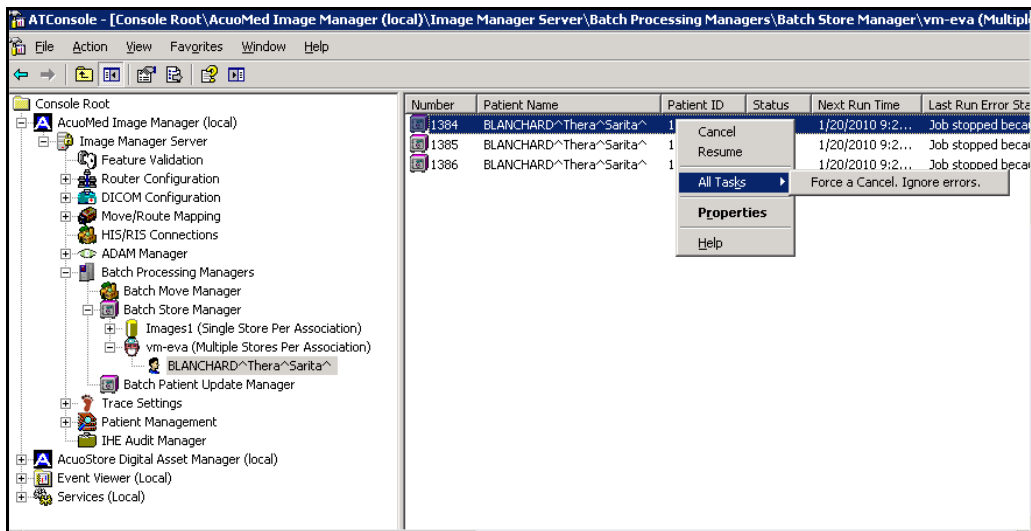 ATConsole - [Console Root\AcuoMed Image Manager (local)\Image Manager Server\Batch Processing Managers\Batch Store Manager\vm-eva (Multipl
File Action View Favorites Window Help
Console Root
AcuoMed Image Manager (local)
Image Manager Server
Feature Validation
Router Configuration
DICOM Configuration
Move/Route Mapping
HIS/RIS Connections
ADAM Manager
Batch Processing Managers
Batch Move Manager
Batch Store Manager
Images1 (Single Store Per Association)
vm-eva (Multiple Stores Per Association)
BLANCHARD^Thera^Sarita^
Batch Patient Update Manager
Trace Settings
Patient Management
IHE Audit Manager
AcuoStore Digital Asset Manager (local)
Event Viewer (Local)
Services (Local)
Number Patient Name Patient ID Status Next Run Time Last Run Error Sta
1384 BLANCHARD^Thera^Sarita^ 1 1/20/2010 9:2... Job stopped becau
1385 BLANCHARD^Thera^Sarita^ 1 1/20/2010 9:2... Job stopped becau
1386 BLANCHARD^Thera^Sarita^ 1 1/20/2010 9:2... Job stopped becau
Cancel
Resume
All Tasks
Force a Cancel. Ignore errors.
Properties
Help